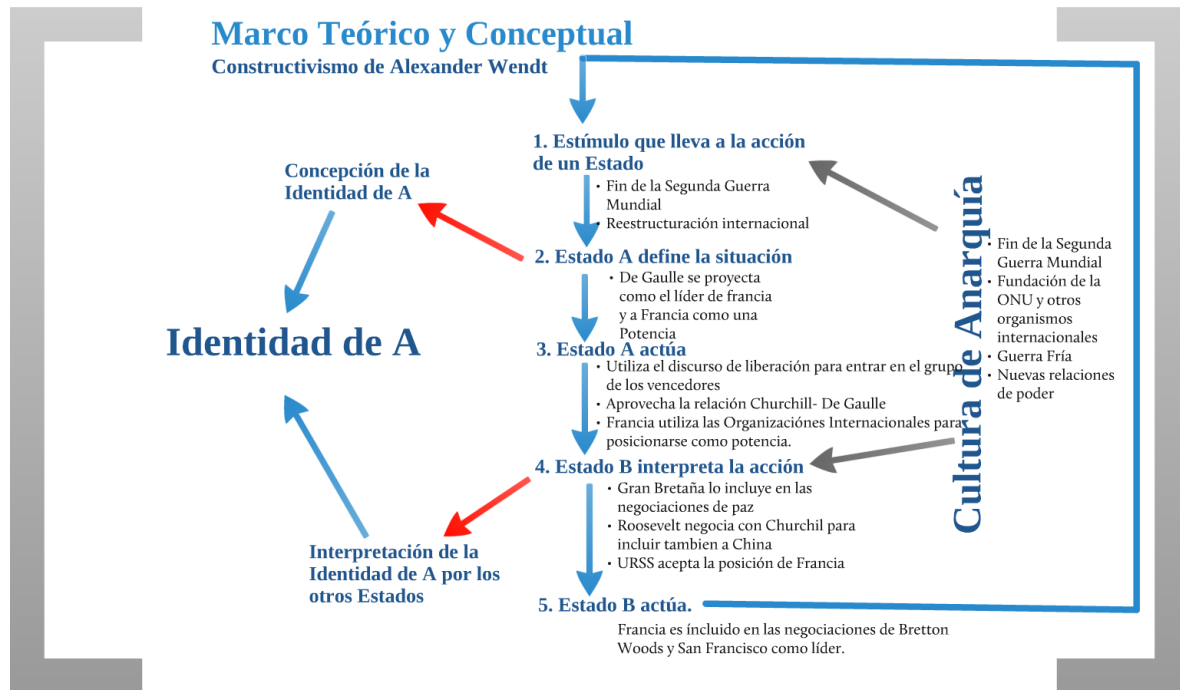 Marco Teórico y Conceptual
Constructivismo de Alexander Wendt
1. Estímulo que lleva a la acción
de un Estado
• Fin de la Segunda Guerra
Mundial
• Reestructuración internacional
Concepción de la
Identidad de A
2. Estado A define la situación
• De Gaulle se proyecta
como el líder de francia
y a Francia como una
Potencia
Identidad de A
3. Estado A actúa
• Utiliza el discurso de liberación para entrar en el grupo
de los vencedores
• Aprovecha la relación Churchill- De Gaulle
• Francia utiliza las Organizaciónes Internacionales para
posicionarse como potencia.
4. Estado B interpreta la acción
• Gran Bretaña lo incluye en las
negociaciones de paz
• Roosevelt negocia con Churchil para
incluir tambien a China
• URSS acepta la posición de Francia
Interpretación de la
Identidad de A por los
otros Estados
5. Estado B actúa.
Francia es íncluido en las negociaciones de Bretton
Woods y San Francisco como líder.
Cultura de Anarquía
• Fin de la Segunda
Guerra Mundial
• Fundación de la
ONU y otros
organismos
internacionales
• Guerra Fría
• Nuevas relaciones
de poder